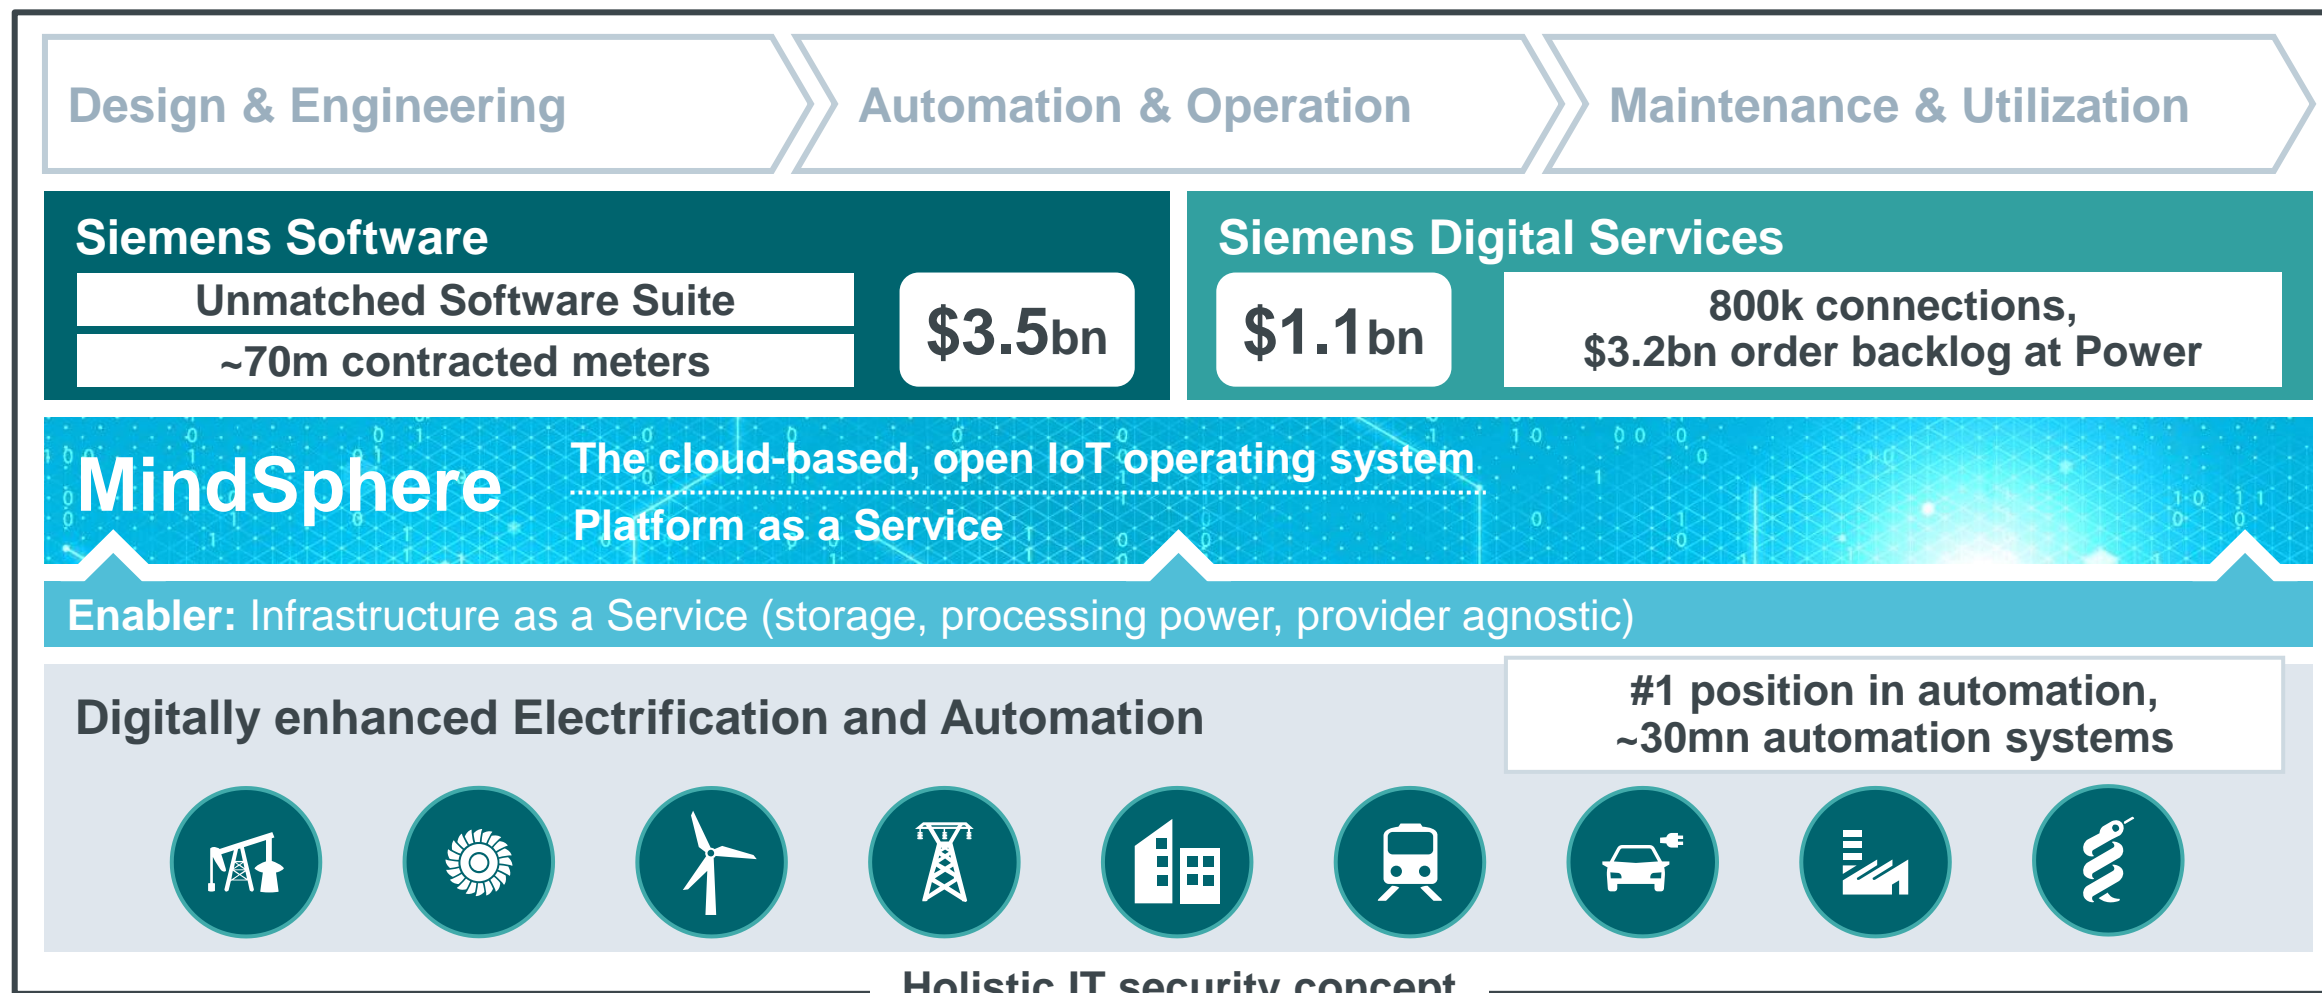 Design & Engineering
Automation & Operation
Maintenance & Utilization
Siemens Software
Unmatched Software Suite
~70m contracted meters
$3.5bn
Siemens Digital Services
$1.1bn
800k connections,
$3.2bn order backlog at Power
MindSphere
The cloud-based, open IoT operating system
Platform as a Service
Enabler: Infrastructure as a Service (storage, processing power, provider agnostic)
Digitally enhanced Electrification and Automation
#1 position in automation,
~30mn automation systems
Holistic IT security concept